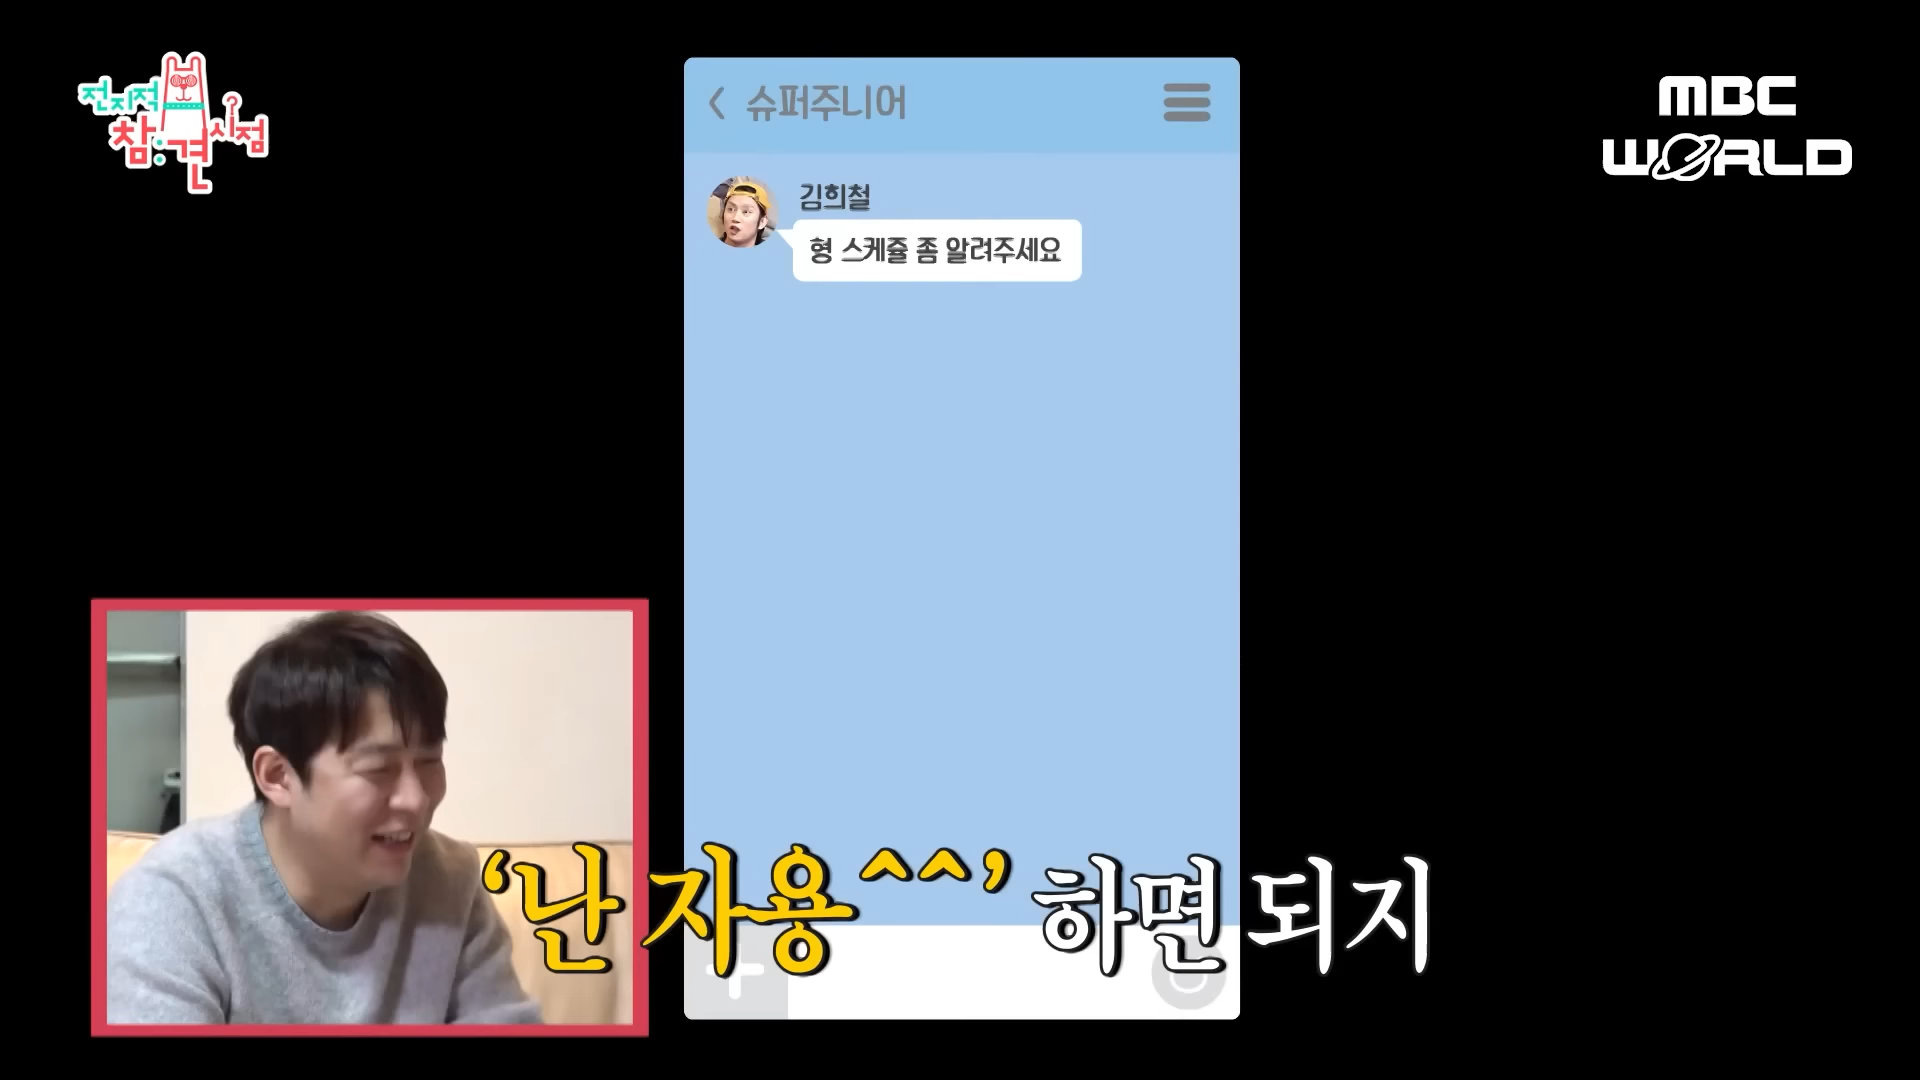 전지적
참견시점
MBC
WORLD
슈퍼주니어
김희철
형 스케쥴 좀 알려주세요
‘난 자용^^’ 하면 되지